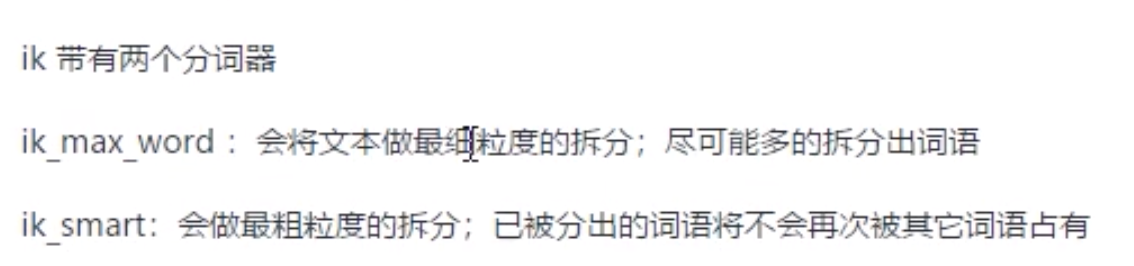 ik 带有两个分词器
ik_max_word : 会将文本做最细粒度的拆分；尽可能多的拆分出词语
ik_smart：会做最粗粒度的拆分；已被分出的词语将不会再次被其它词语占有